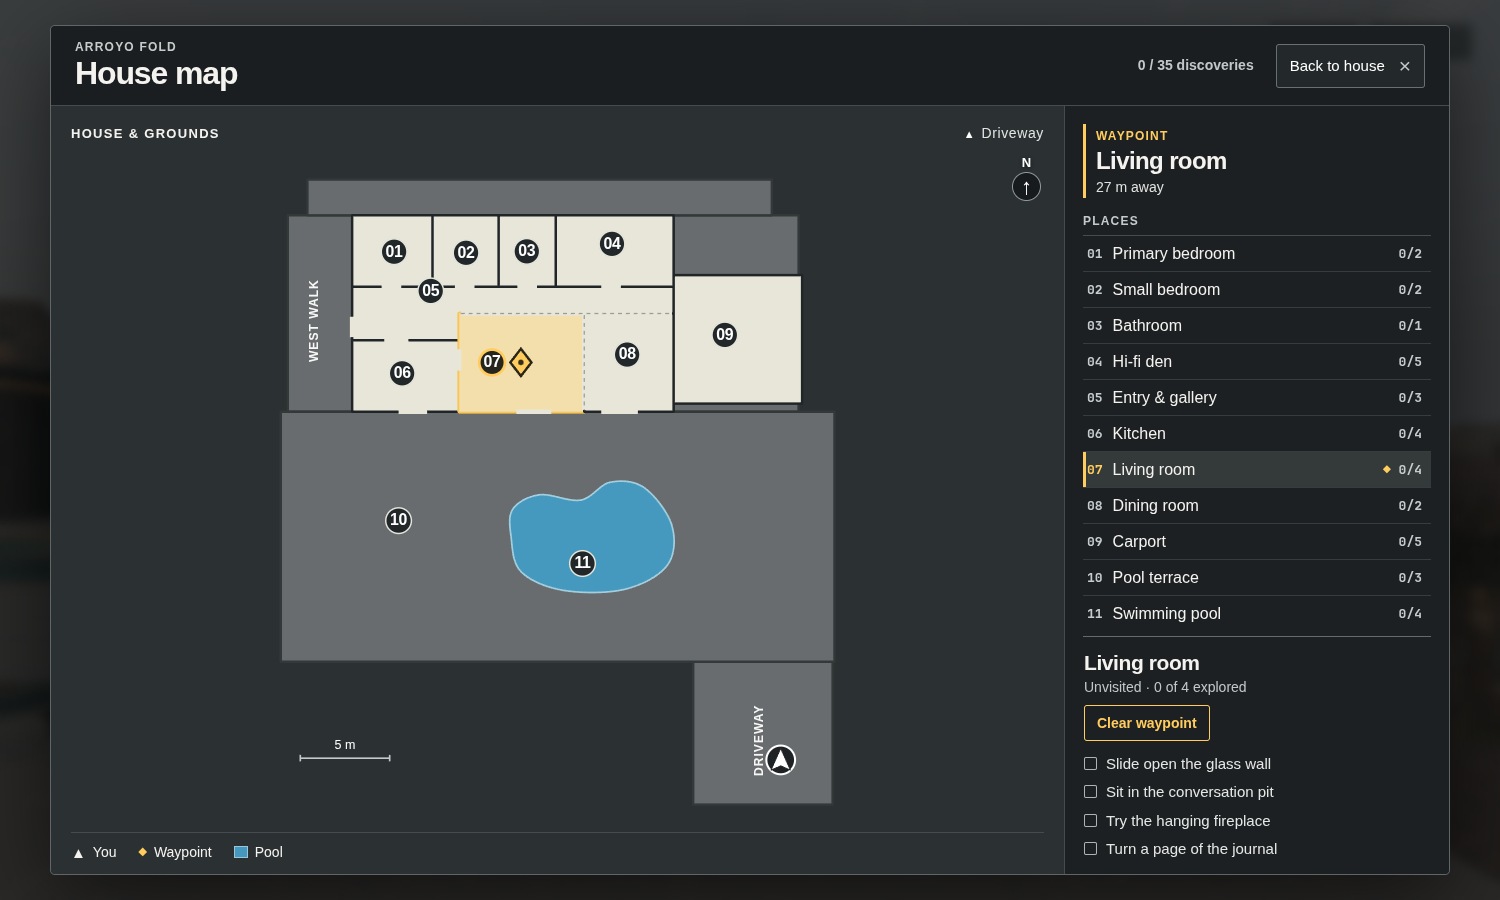 ARROYO FOLD
House map
0 / 35 discoveries
Back to house ×
HOUSE & GROUNDS
▲ Driveway
N
↑
01
02
03
04
05
WEST WALK
06
07
08
09
10
11
DRIVEWAY
5 m
You
Waypoint
Pool
WAYPOINT
Living room
27 m away
PLACES
01 Primary bedroom 0/2
02 Small bedroom 0/2
03 Bathroom 0/1
04 Hi-fi den 0/5
05 Entry & gallery 0/3
06 Kitchen 0/4
07 Living room 0/4
08 Dining room 0/2
09 Carport 0/5
10 Pool terrace 0/3
11 Swimming pool 0/4
Living room
Unvisited · 0 of 4 explored
Clear waypoint
Slide open the glass wall
Sit in the conversation pit
Try the hanging fireplace
Turn a page of the journal